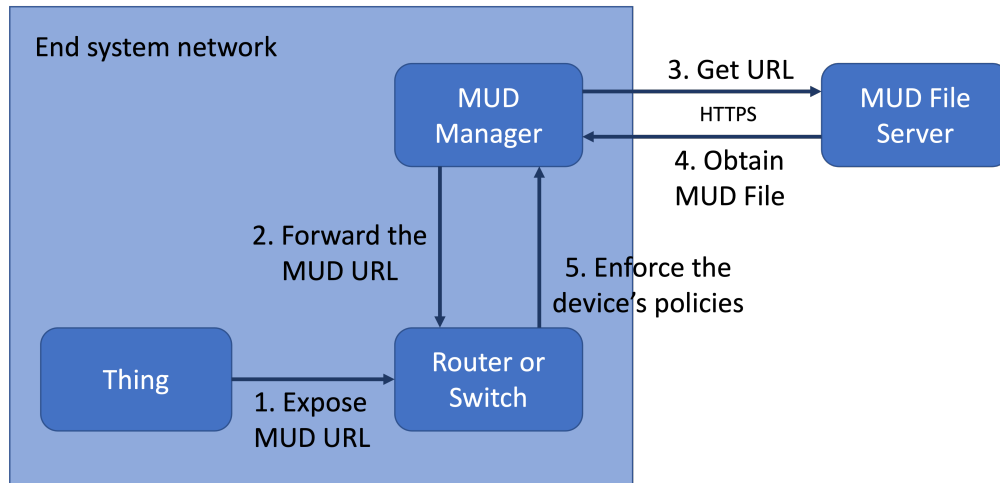 End system network
MUD
Manager
3. Get URL
HTTPS
4. Obtain
MUD File
MUD File
Server
2. Forward the
MUD URL
5. Enforce the
device’s policies
Thing
1. Expose
MUD URL
Router or
Switch